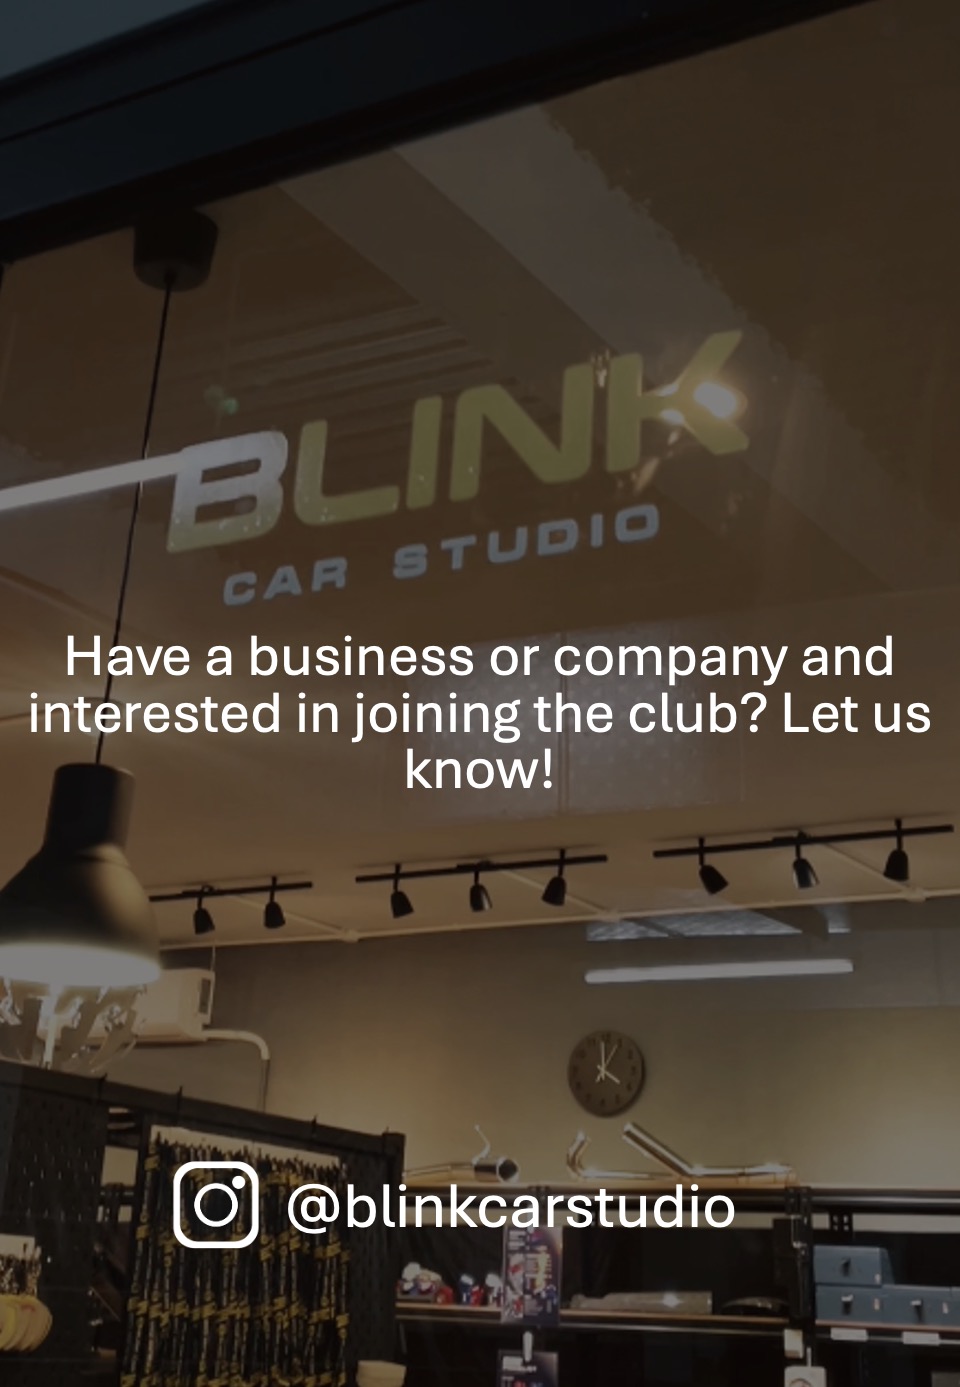 BLINK
CAR STUDIO
Have a business or company and
interested in joining the club? Let us
know!
@blinkcarstudio